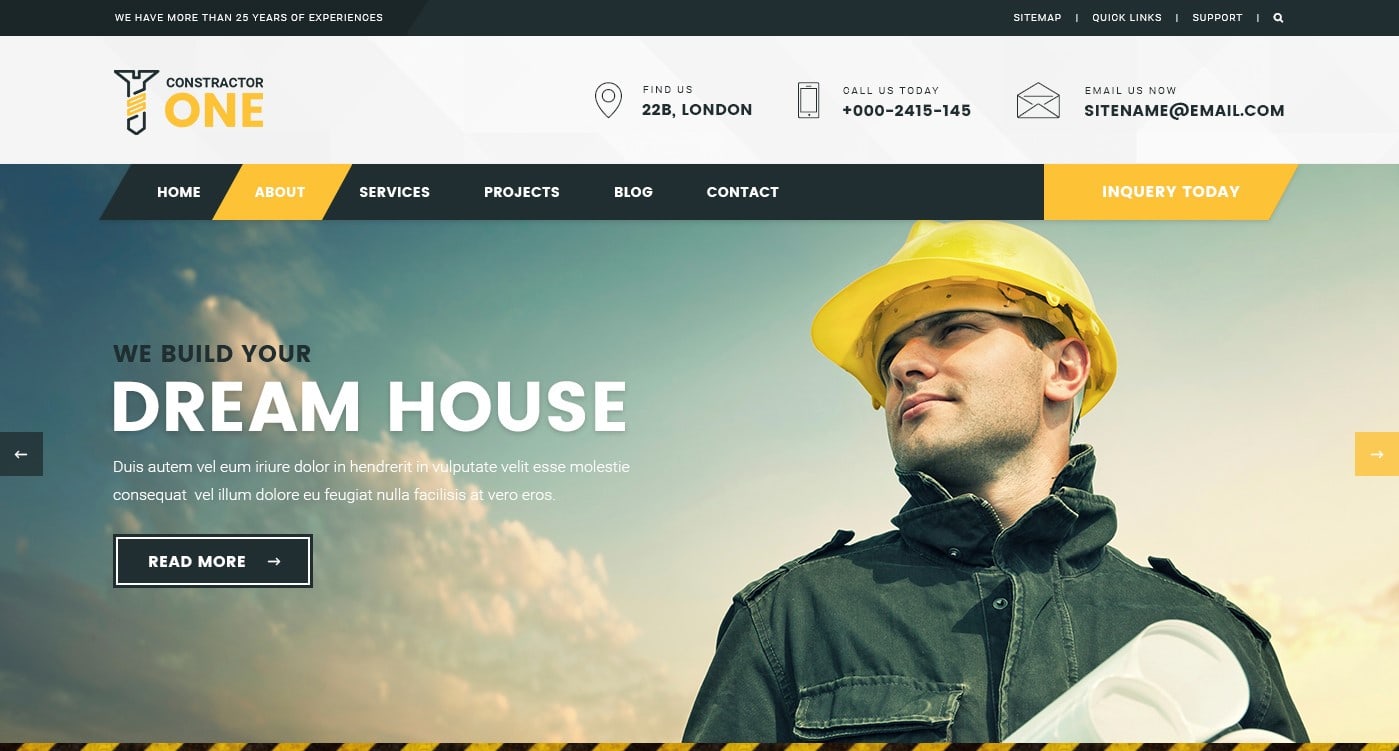 WE HAVE MORE THAN 25 YEARS OF EXPERIENCES
SITEMAP | QUICK LINKS | SUPPORT |
CONSTRACTOR
ONE
FIND US
22B, LONDON
CALL US TODAY
+000-2415-145
EMAIL US NOW
SITENAME@EMAIL.COM
HOME ABOUT SERVICES PROJECTS BLOG CONTACT
INQUERY TODAY
WE BUILD YOUR
DREAM HOUSE
Duis autem vel eum iriure dolor in hendrerit in vulputate velit esse molestie
consequat vel illum dolore eu feugiat nulla facilisis at vero eros.
READ MORE →